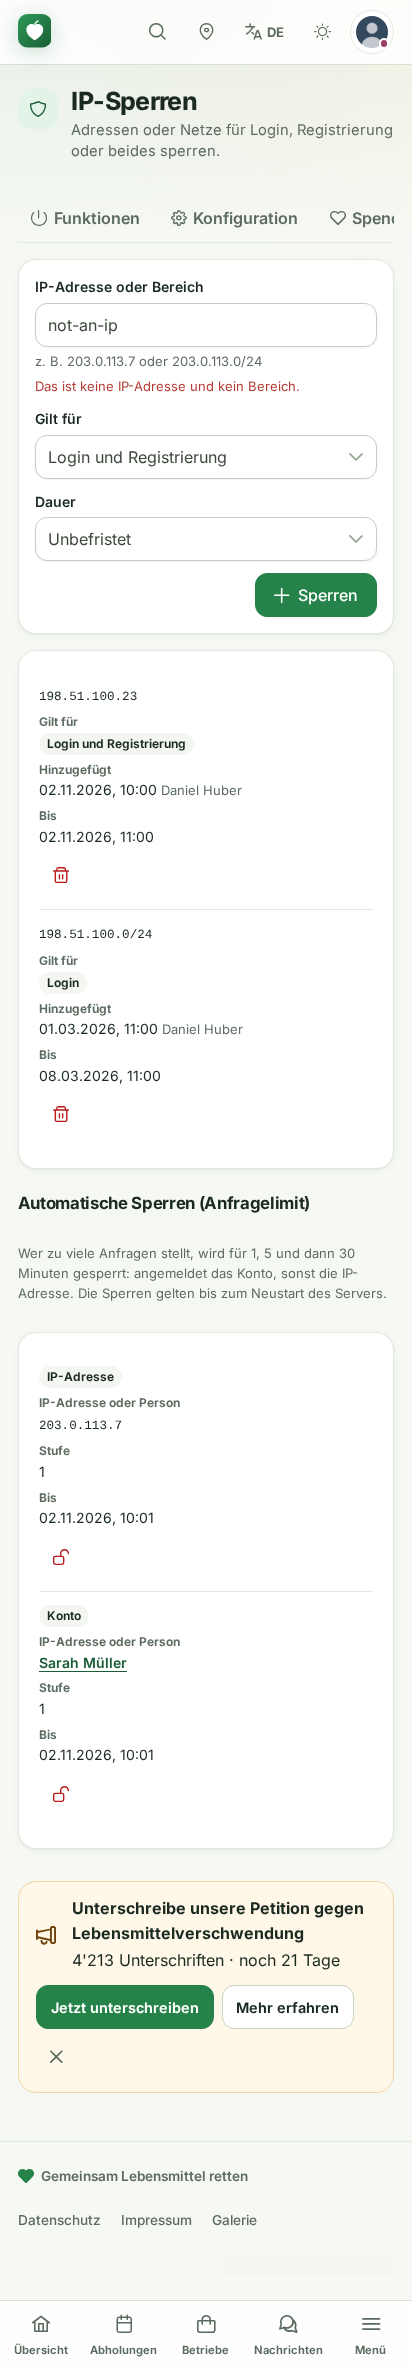 DE
IP-Sperren
Adressen oder Netze für Login, Registrierung
oder beides sperren.
Funktionen
Konfiguration
Spend
IP-Adresse oder Bereich
not-an-ip
z. B. 203.0.113.7 oder 203.0.113.0/24
Das ist keine IP-Adresse und kein Bereich.
Gilt für
Login und Registrierung
Dauer
Unbefristet
Sperren
198.51.100.23
Gilt für
Login und Registrierung
Hinzugefügt
02.11.2026, 10:00 Daniel Huber
Bis
02.11.2026, 11:00
198.51.100.0/24
Gilt für
Login
Hinzugefügt
01.03.2026, 11:00 Daniel Huber
Bis
08.03.2026, 11:00
Automatische Sperren (Anfragelimit)
Wer zu viele Anfragen stellt, wird für 1, 5 und dann 30
Minuten gesperrt: angemeldet das Konto, sonst die IP-
Adresse. Die Sperren gelten bis zum Neustart des Servers.
IP-Adresse
IP-Adresse oder Person
203.0.113.7
Stufe
1
Bis
02.11.2026, 10:01
Konto
IP-Adresse oder Person
Sarah Müller
Stufe
1
Bis
02.11.2026, 10:01
Unterschreibe unsere Petition gegen
Lebensmittelverschwendung
4'213 Unterschriften · noch 21 Tage
Jetzt unterschreiben
Mehr erfahren
Gemeinsam Lebensmittel retten
Datenschutz
Impressum
Galerie
Übersicht
Abholungen
Betriebe
Nachrichten
Menü